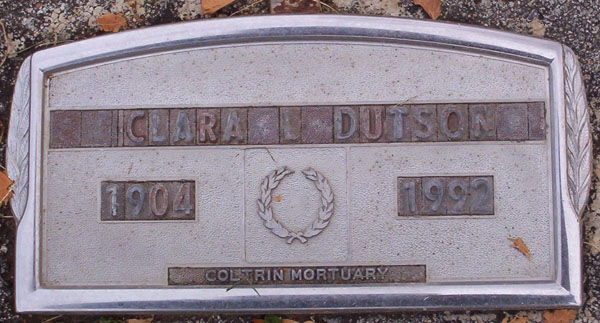 CLARA L DUTSON
1904 1992
COLTRIN MORTUARY